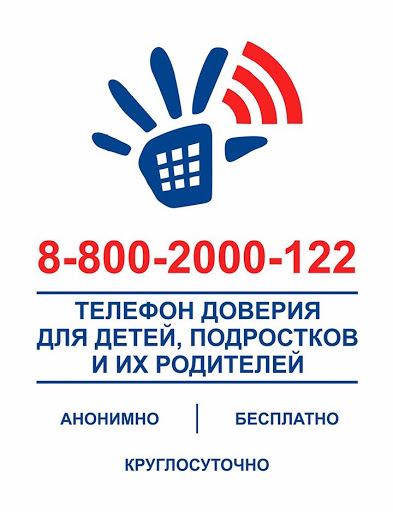 8-800-2000-122
ТЕЛЕФОН ДОВЕРИЯ
ДЛЯ ДЕТЕЙ, ПОДРОСТКОВ
И ИХ РОДИТЕЛЕЙ
АНОНИМНО | БЕСПЛАТНО
КРУГЛОСУТОЧНО